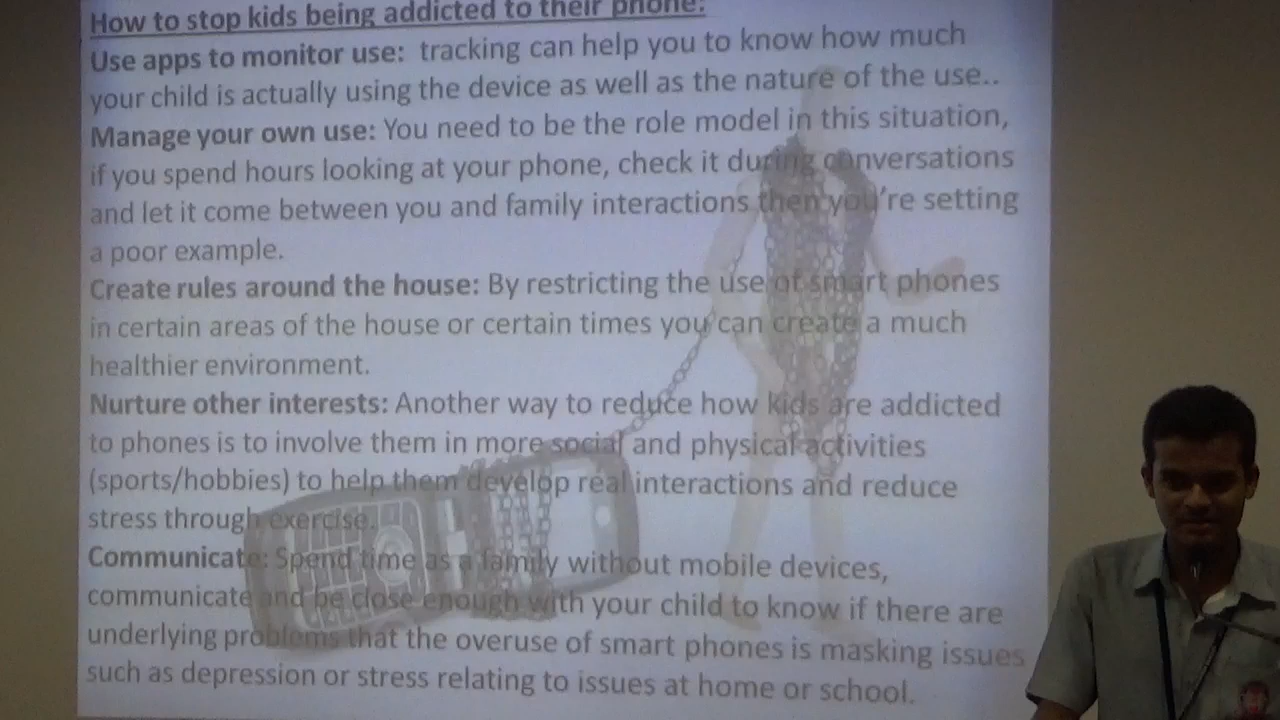 How to stop kids being addicted to their phone:
Use apps to monitor use: tracking can help you to know how much
your child is actually using the device as well as the nature of the use..
Manage your own use: You need to be the role model in this situation,
if you spend hours looking at your phone, check it during conversations
and let it come between you and family interactions then you're setting
a poor example.
Create rules around the house: By restricting the use of smart phones
in certain areas of the house or certain times you can create a much
healthier environment.
Nurture other interests: Another way to reduce how kids are addicted
to phones is to involve them in more social and physical activities
(sports/hobbies) to help them develop real interactions and reduce
stress through exercise.
Communicate: Spend time as a family without mobile devices,
communicate and be close enough with your child to know if there are
underlying problems that the overuse of smart phones is masking issues
such as depression or stress relating to issues at home or school.